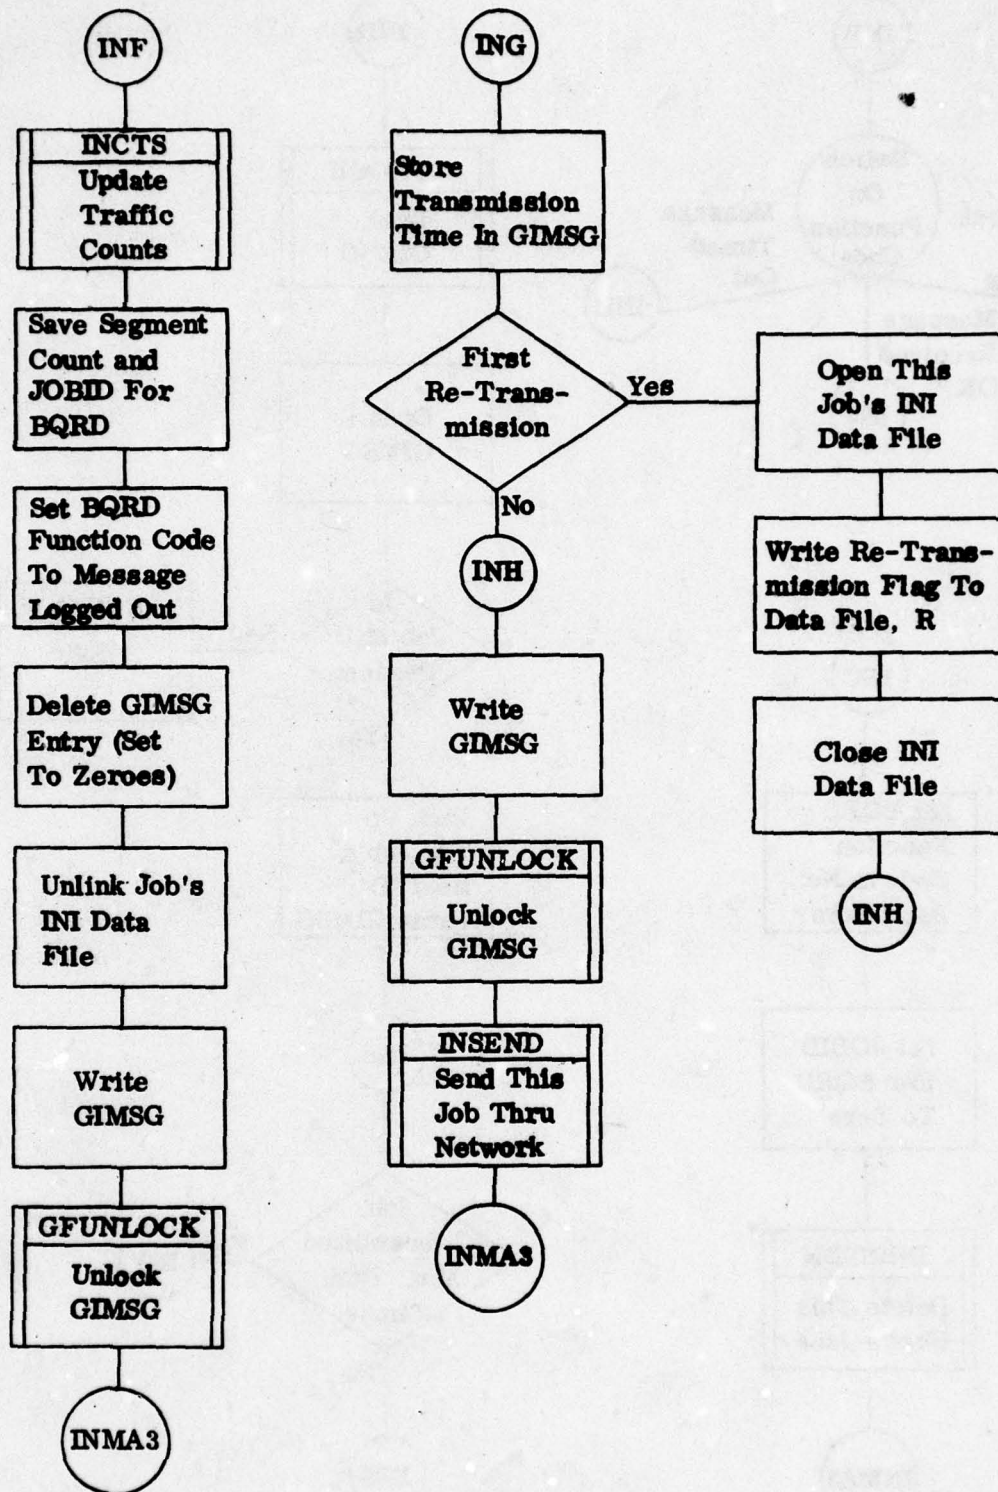 INF
INCTS
Update
Traffic
Counts
Save Segment
Count and
JOBID For
BQRD
Set BQRD
Function Code
To Message
Logged Out
Delete GIMSG
Entry (Set
To Zeroes)
Unlink Job's
INI Data
File
Write
GIMSG
GFUNLOCK
Unlock
GIMSG
INMA3
ING
Store
Transmission
Time In GIMSG
First
Re-Trans-
mission
Yes
No
INH
Write
GIMSG
GFUNLOCK
Unlock
GIMSG
INSEND
Send This
Job Thru
Network
INMA3
Open This
Job's INI
Data File
Write Re-Trans-
mission Flag To
Data File, R
Close INI
Data File
INH